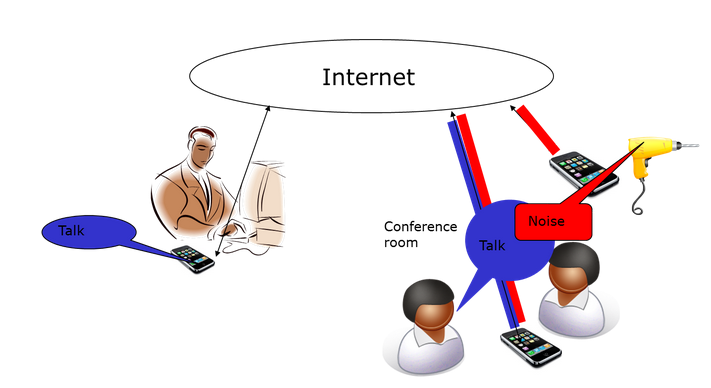 Internet
Conference
room
Noise
Talk
Talk